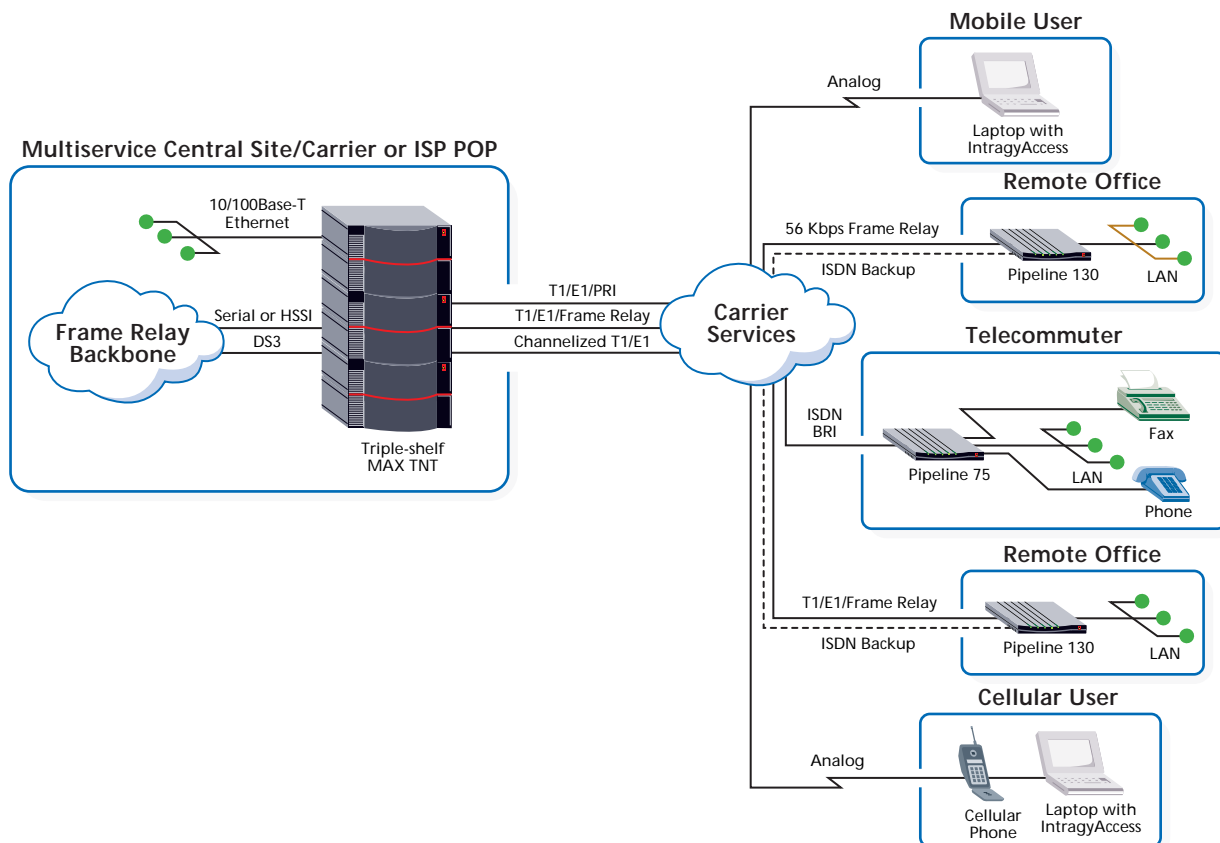 Multiservice Central Site/Carrier or ISP POP
10/100Base-T
Ethernet
Frame Relay
Backbone
Serial or HSSI
DS3
Triple-shelf
MAX TNT
T1/E1/PRI
T1/E1/Frame Relay
Channelized T1/E1
Carrier
Services
Mobile User
Analog
Laptop with
IntragyAccess
Remote Office
56 Kbps Frame Relay
ISDN Backup
Pipeline 130
LAN
Telecommuter
ISDN
BRI
Pipeline 75
Fax
LAN
Phone
Remote Office
T1/E1/Frame Relay
ISDN Backup
Pipeline 130
LAN
Cellular User
Analog
Cellular
Phone
Laptop with
IntragyAccess